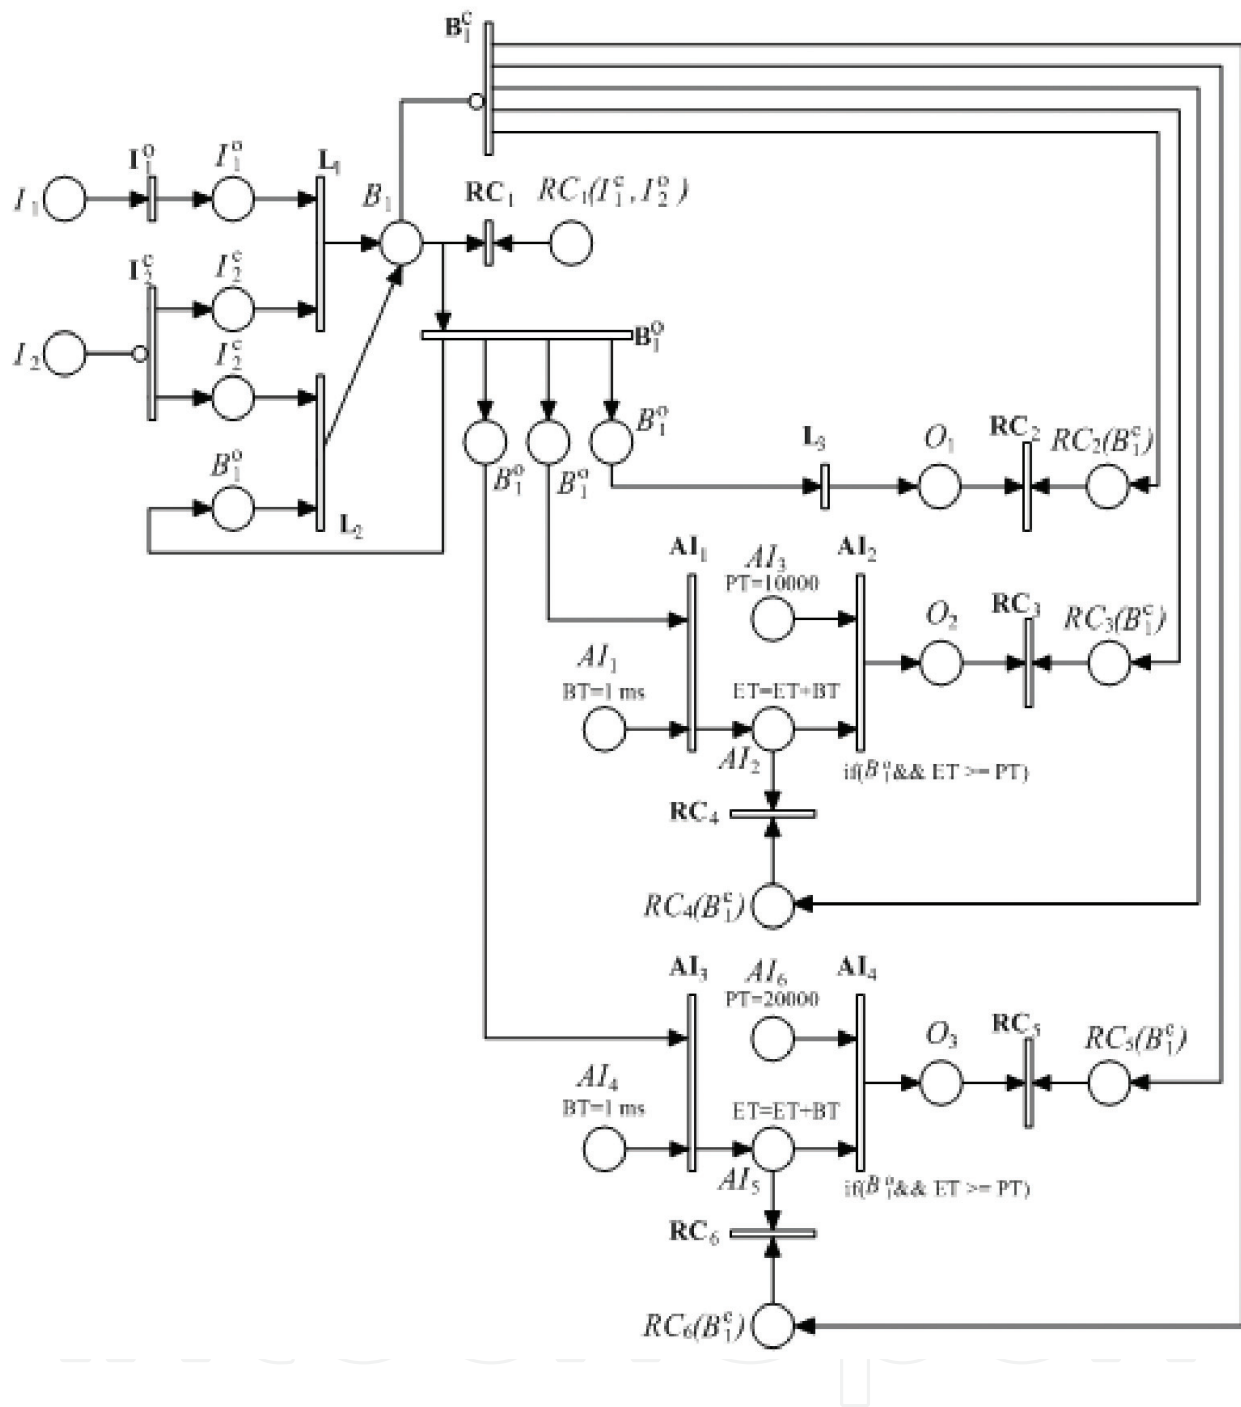 B₁ᶜ
I₁ᵒ
I₁ᵒ
L₁
I₁
B₁
RC₁
RC₁(I₁ᶜ, I₂ᵒ)
I₂ᶜ
I₂ᶜ
I₂
I₂ᶜ
B₁ᵒ
B₁ᵒ
B₁ᵒ
B₁ᵒ
B₁ᵒ
L₂
L₃
O₁
RC₂
RC₂(B₁ᶜ)
AI₁
AI₃
PT=10000
AI₂
O₂
RC₃
RC₃(B₁ᶜ)
AI₁
BT=1 ms
ET=ET+BT
AI₂
if(B₁ᵒ&& ET >= PT)
RC₄
RC₄(B₁ᶜ)
AI₃
AI₆
PT=20000
AI₄
O₃
RC₅
RC₅(B₁ᶜ)
AI₄
BT=1 ms
ET=ET+BT
AI₅
if(B₁ᵒ&& ET >= PT)
RC₆
RC₆(B₁ᶜ)